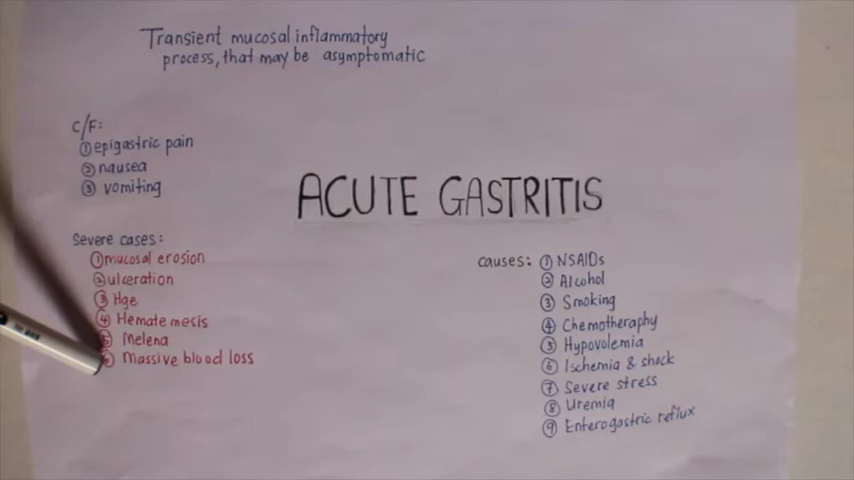 Transient mucosal inflammatory
process, that may be asymptomatic
C/F:
① epigastric pain
② nausea
③ vomiting
ACUTE GASTRITIS
Severe cases:
① mucosal erosion
② ulceration
③ Hge
④ Hemate mesis
⑤ Melena
⑥ Massive blood loss
causes: ① NSAIDs
② Alcohol
③ Smoking
④ Chemotheraphy
⑤ Hypovolemia
⑥ Ischemia & shock
⑦ Severe stress
⑧ Uremia
⑨ Enterogastric reflux